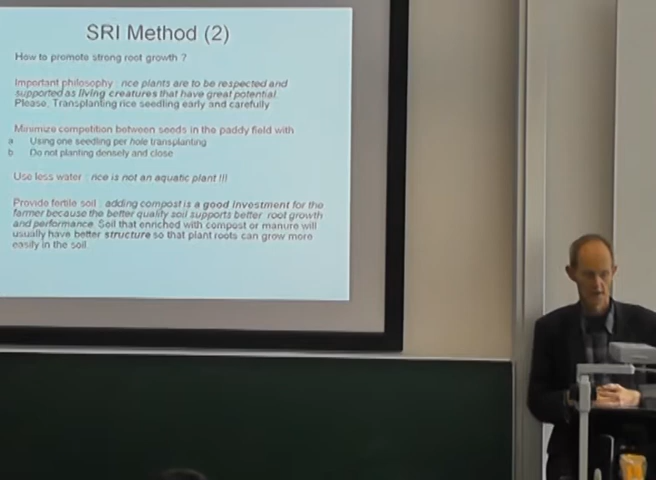 SRI Method (2)
How to promote strong root growth ?
Important philosophy : rice plants are to be respected and
supported as living creatures that have great potential.
Please, Transplanting rice seedling early and carefully
Minimize competition between seeds in the paddy field with
a Using one seedling per hole transplanting
b Do not planting densely and close
Use less water : rice is not an aquatic plant !!!
Provide fertile soil : adding compost is a good investment for the
farmer because the better quality soil supports better root growth
and performance. Soil that enriched with compost or manure will
usually have better structure so that plant roots can grow more
easily in the soil